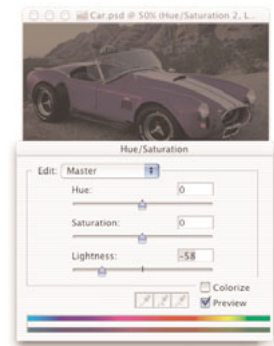 Car.psd @ 50% (Hue/Saturation 2, L..
Hue/Saturation
Edit: Master
Hue: 0
Saturation: 0
Lightness: -58
Colorize
Preview